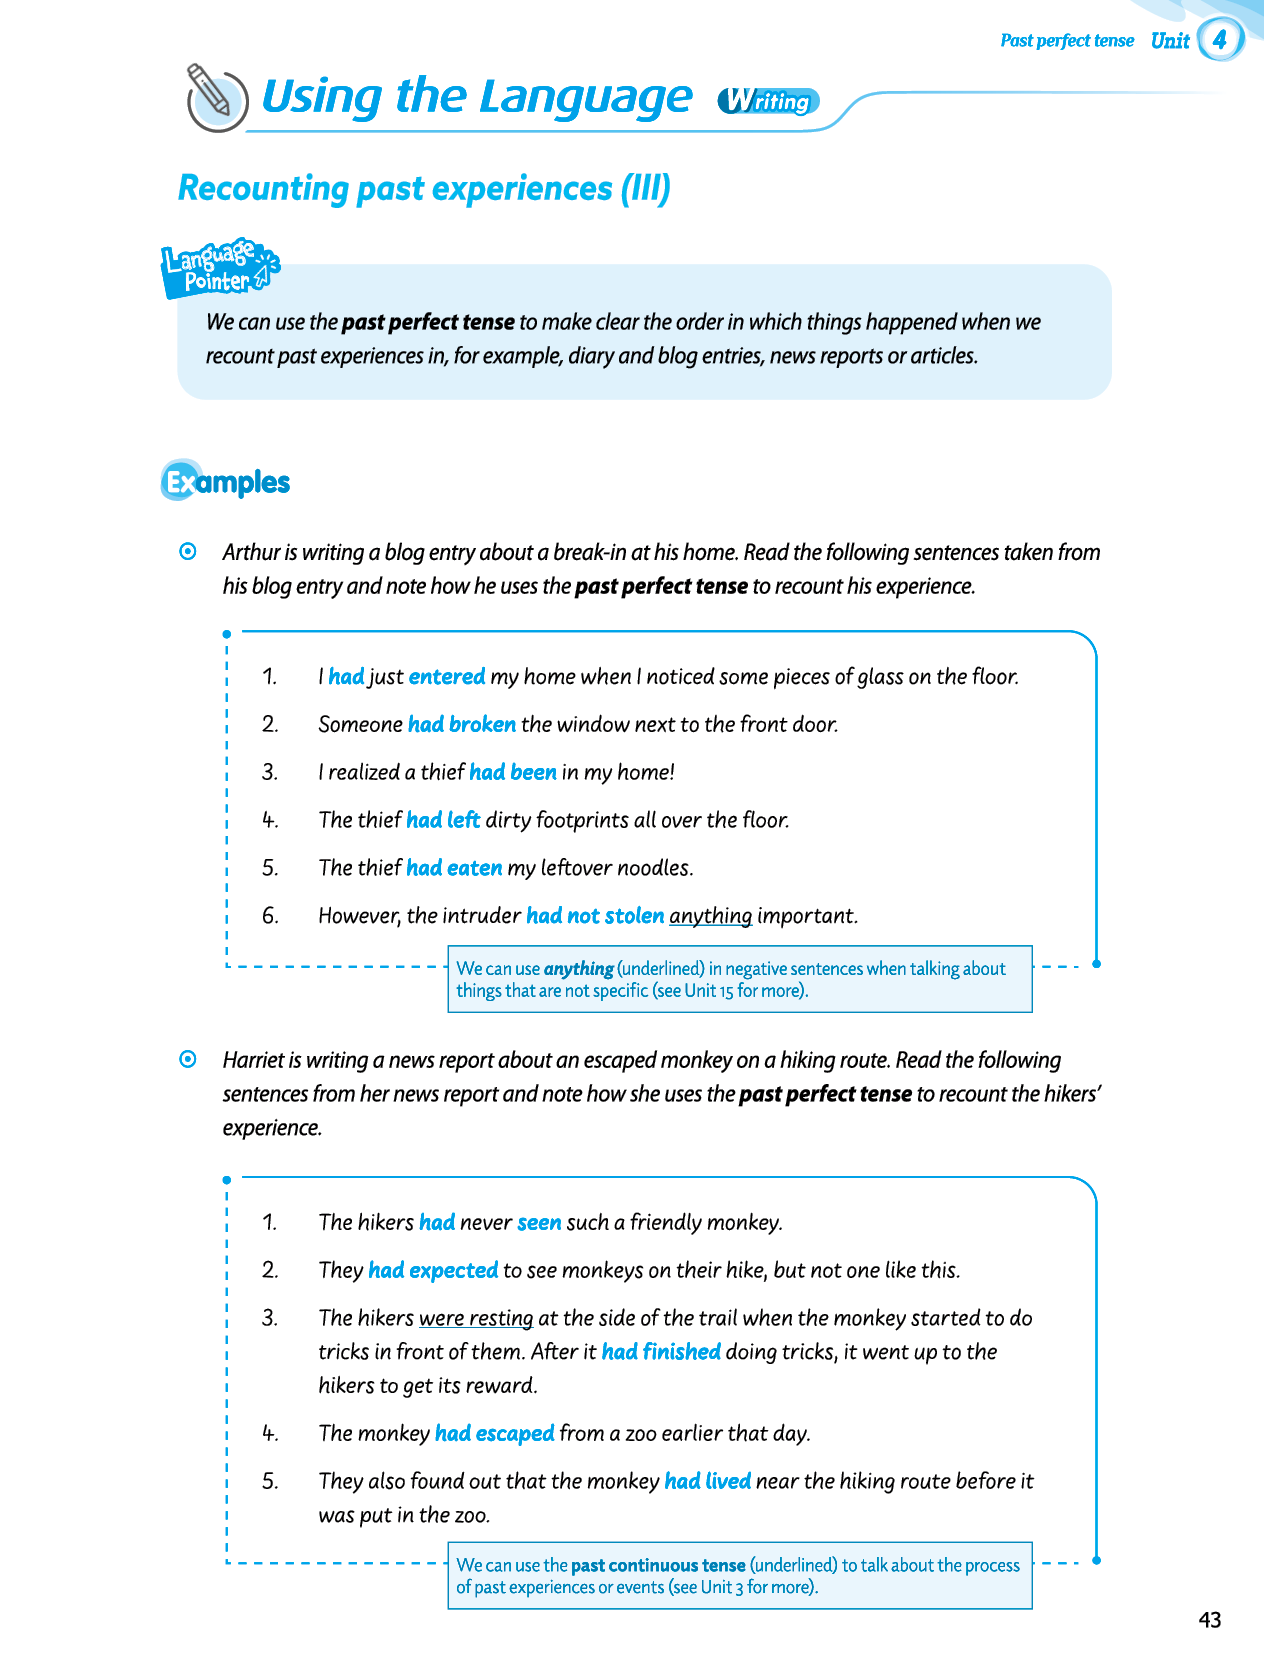 Past perfect tense Unit 4
Using the Language Writing
Recounting past experiences (III)
Language
Pointer
We can use the past perfect tense to make clear the order in which things happened when we
recount past experiences in, for example, diary and blog entries, news reports or articles.
Examples
Arthur is writing a blog entry about a break-in at his home. Read the following sentences taken from
his blog entry and note how he uses the past perfect tense to recount his experience.
1. I had just entered my home when I noticed some pieces of glass on the floor.
2. Someone had broken the window next to the front door.
3. I realized a thief had been in my home!
4. The thief had left dirty footprints all over the floor.
5. The thief had eaten my leftover noodles.
6. However, the intruder had not stolen anything important.
We can use anything (underlined) in negative sentences when talking about
things that are not specific (see Unit 15 for more).
Harriet is writing a news report about an escaped monkey on a hiking route. Read the following
sentences from her news report and note how she uses the past perfect tense to recount the hikers’
experience.
1. The hikers had never seen such a friendly monkey.
2. They had expected to see monkeys on their hike, but not one like this.
3. The hikers were resting at the side of the trail when the monkey started to do
tricks in front of them. After it had finished doing tricks, it went up to the
hikers to get its reward.
4. The monkey had escaped from a zoo earlier that day.
5. They also found out that the monkey had lived near the hiking route before it
was put in the zoo.
We can use the past continuous tense (underlined) to talk about the process
of past experiences or events (see Unit 3 for more).
43